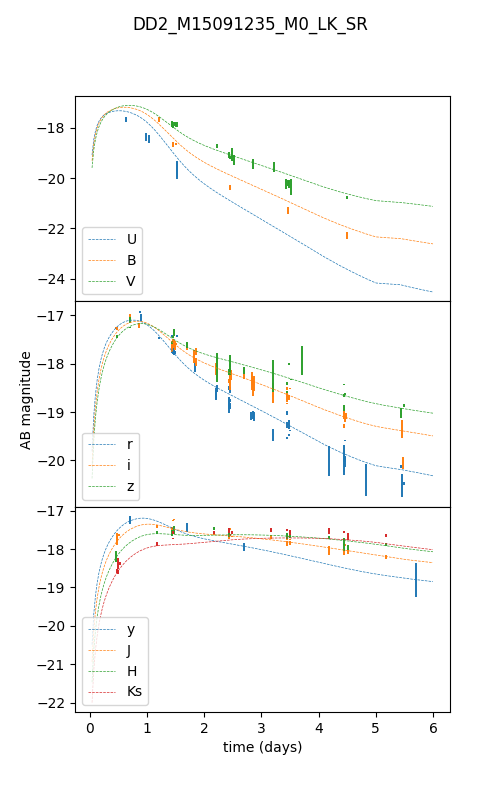 DD2_M15091235_M0_LK_SR
−18
−20
−22
−24
U
B
V
−17
−18
−19
−20
r
i
z
AB magnitude
−17
−18
−19
−20
−21
−22
y
J
H
Ks
0 1 2 3 4 5 6
time (days)